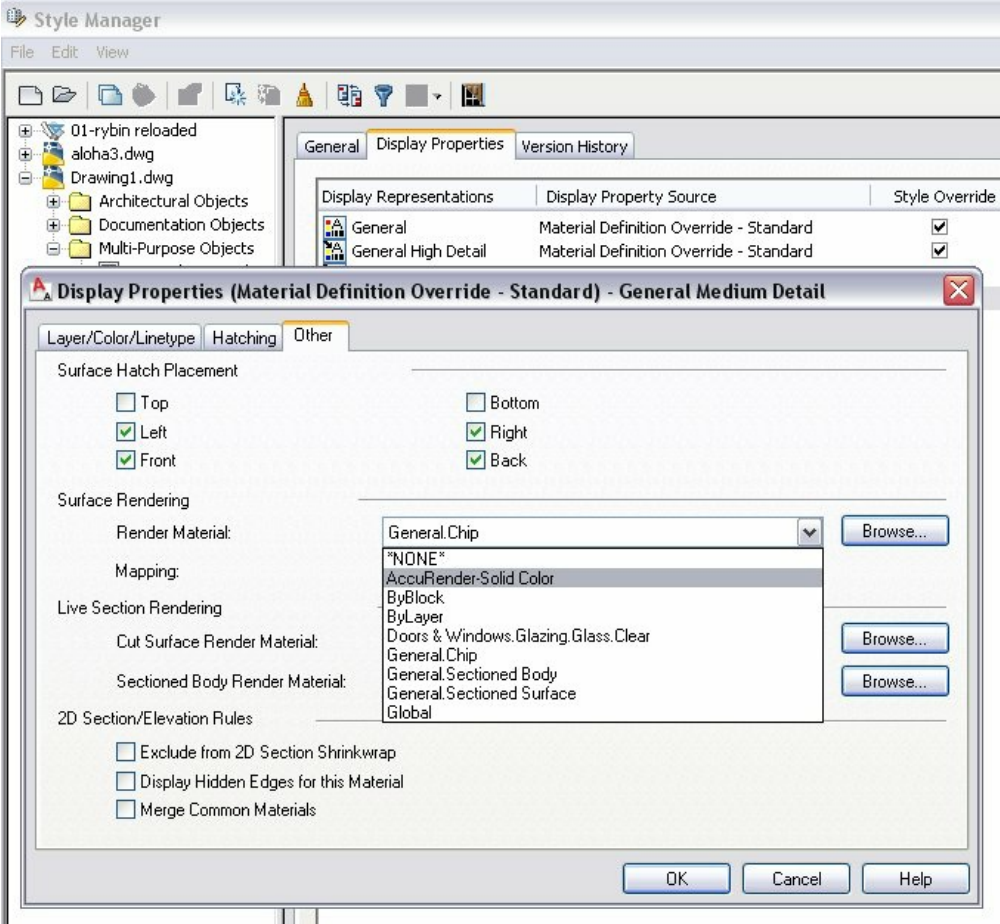 Style Manager
File Edit View
01-rybin reloaded
aloha3.dwg
Drawing1.dwg
Architectural Objects
Documentation Objects
Multi-Purpose Objects
General Display Properties Version History
Display Representations Display Property Source Style Override
General Material Definition Override - Standard
General High Detail Material Definition Override - Standard
Display Properties (Material Definition Override - Standard) - General Medium Detail
Layer/Color/Linetype Hatching Other
Surface Hatch Placement
Top Bottom
Left Right
Front Back
Surface Rendering
Render Material: General.Chip Browse...
*NONE*
Mapping: AccuRender-Solid Color
ByBlock
Live Section Rendering ByLayer
Cut Surface Render Material: Doors & Windows.Glazing.Glass.Clear Browse...
General.Chip
Sectioned Body Render Material: General.Sectioned Body Browse...
General.Sectioned Surface
2D Section/Elevation Rules Global
Exclude from 2D Section Shrinkwrap
Display Hidden Edges for this Material
Merge Common Materials
OK Cancel Help